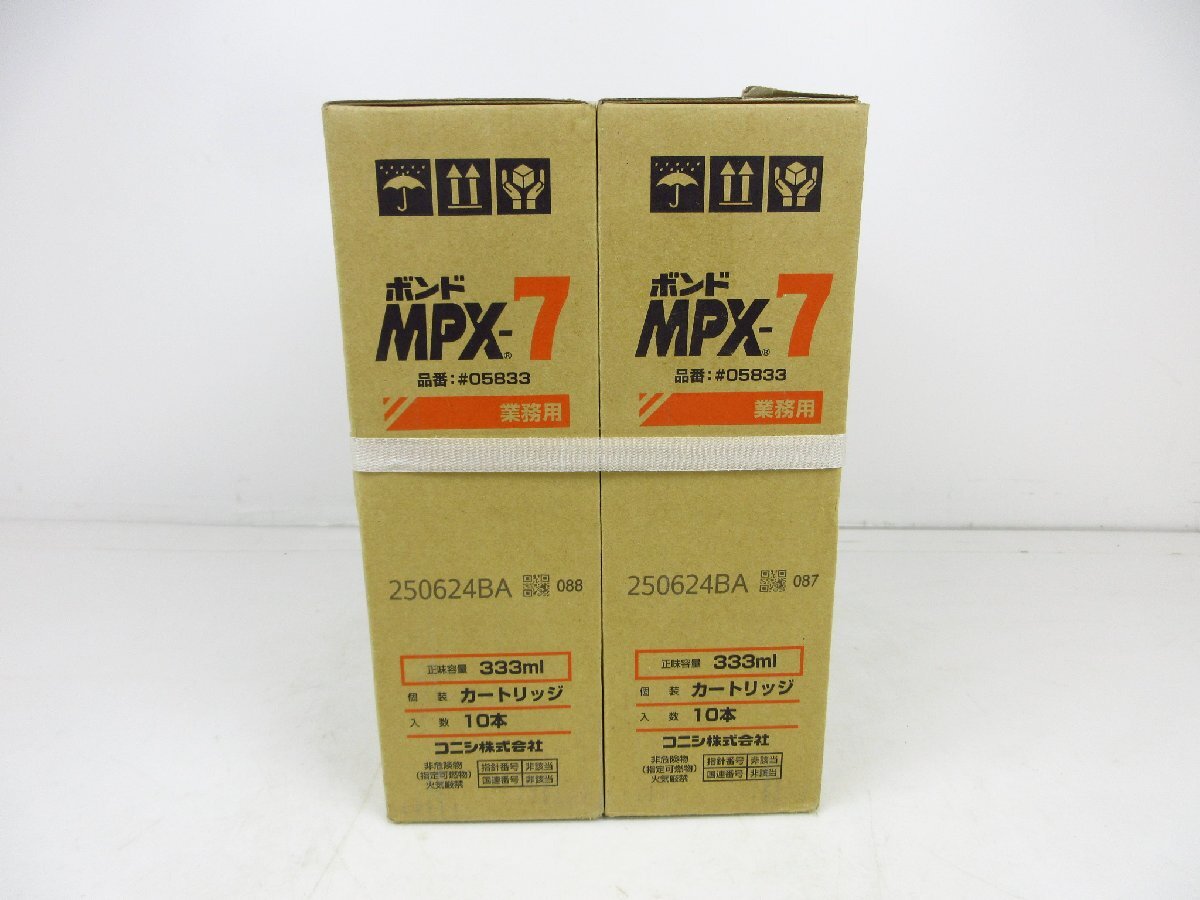 ボンド
MPX-7®
品番:#05833
業務用
250624BA 088
正味容量 333ml
個装 カートリッジ
入数 10本
コニシ株式会社
非危険物
(指定可燃物)
火気厳禁
指針番号 非該当
国連番号 非該当
ボンド
MPX-7®
品番:#05833
業務用
250624BA 087
正味容量 333ml
個装 カートリッジ
入数 10本
コニシ株式会社
非危険物
(指定可燃物)
火気厳禁
指針番号 非該当
国連番号 非該当